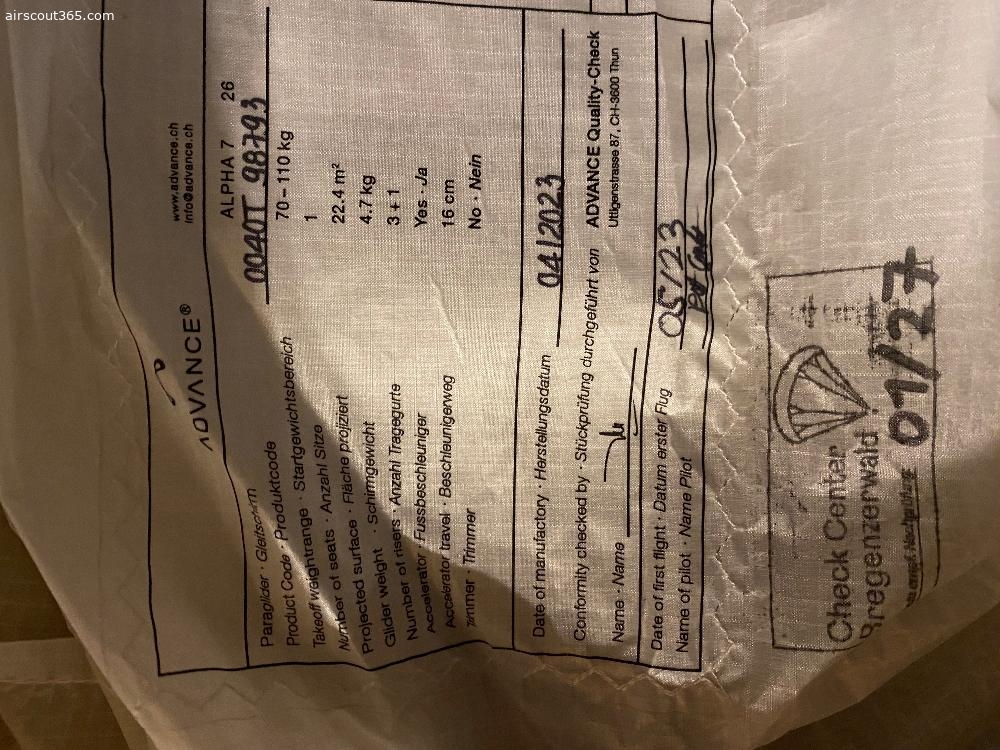 airscout365.com
www.advance.ch
info@advance.ch
ADVANCE®
Paraglider · Gleitschirm ALPHA 7 26
Product Code · Produktcode 0040T 98793
Takeoff weightrange · Startgewichtsbereich 70 – 110 kg
Number of seats · Anzahl Sitze 1
Projected surface · Fläche projiziert 22.4 m²
Glider weight · Schirmgewicht 4.7 kg
Number of risers · Anzahl Tragegurte 3 + 1
Accelerator · Fussbeschleuniger Yes · Ja
Accelerator travel · Beschleunigerweg 16 cm
Trimmer · Trimmer No · Nein
Date of manufactory · Herstellungsdatum 04/2023
Conformity checked by · Stückprüfung durchgeführt von ADVANCE Quality-Check
Uttigenstrasse 87, CH-3600 Thun
Name · Name
Date of first flight · Datum erster Flug 05/23
Name of pilot · Name Pilot
Check Center
Bregenzerwald
Nachprüfung 01/27